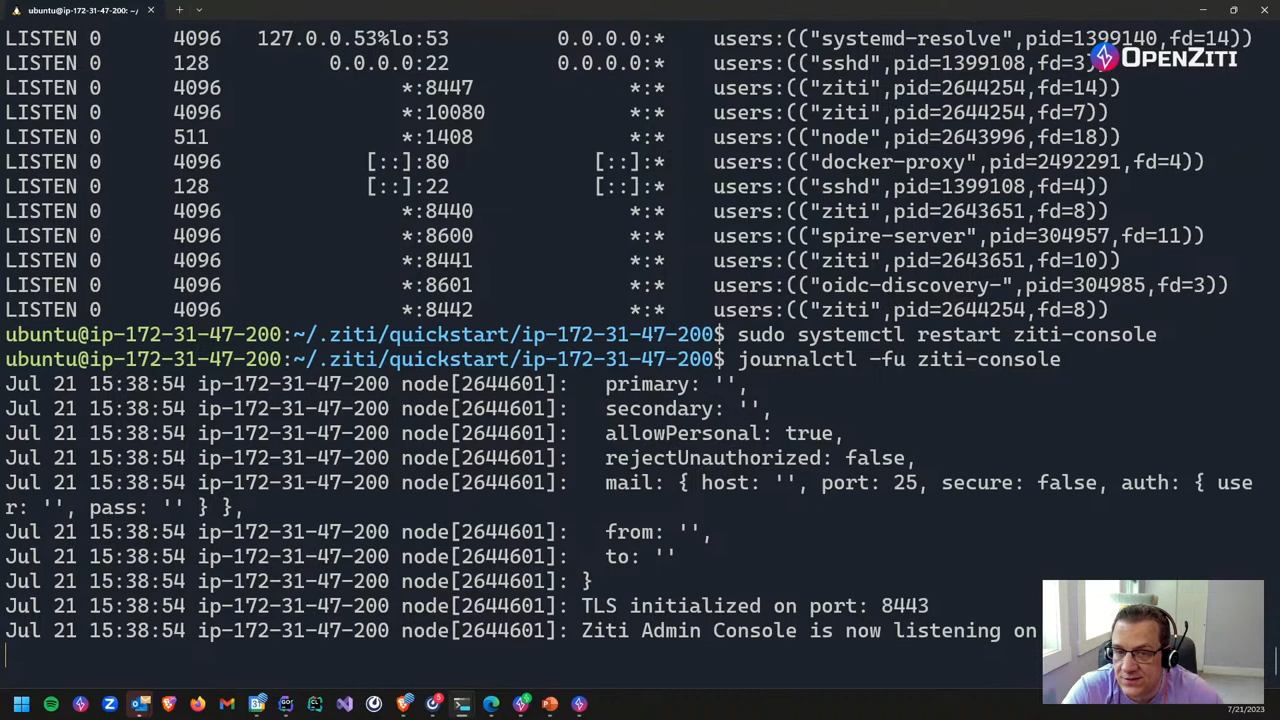 ubuntu@ip-172-31-47-200: ~/
LISTEN 0 4096 127.0.0.53%lo:53 0.0.0.0:* users:(("systemd-resolve",pid=1399140,fd=14))
LISTEN 0 128 0.0.0.0:22 0.0.0.0:* users:(("sshd",pid=1399108,fd=3))
OPENZITI
LISTEN 0 4096 *:8447 *:* users:(("ziti",pid=2644254,fd=14))
LISTEN 0 4096 *:10080 *:* users:(("ziti",pid=2644254,fd=7))
LISTEN 0 511 *:1408 *:* users:(("node",pid=2643996,fd=18))
LISTEN 0 4096 [::]:80 [::]:* users:(("docker-proxy",pid=2492291,fd=4))
LISTEN 0 128 [::]:22 [::]:* users:(("sshd",pid=1399108,fd=4))
LISTEN 0 4096 *:8440 *:* users:(("ziti",pid=2643651,fd=8))
LISTEN 0 4096 *:8600 *:* users:(("spire-server",pid=304957,fd=11))
LISTEN 0 4096 *:8441 *:* users:(("ziti",pid=2643651,fd=10))
LISTEN 0 4096 *:8601 *:* users:(("oidc-discovery-",pid=304985,fd=3))
LISTEN 0 4096 *:8442 *:* users:(("ziti",pid=2644254,fd=8))
ubuntu@ip-172-31-47-200:~/.ziti/quickstart/ip-172-31-47-200$ sudo systemctl restart ziti-console
ubuntu@ip-172-31-47-200:~/.ziti/quickstart/ip-172-31-47-200$ journalctl -fu ziti-console
Jul 21 15:38:54 ip-172-31-47-200 node[2644601]: primary: '',
Jul 21 15:38:54 ip-172-31-47-200 node[2644601]: secondary: '',
Jul 21 15:38:54 ip-172-31-47-200 node[2644601]: allowPersonal: true,
Jul 21 15:38:54 ip-172-31-47-200 node[2644601]: rejectUnauthorized: false,
Jul 21 15:38:54 ip-172-31-47-200 node[2644601]: mail: { host: '', port: 25, secure: false, auth: { use
r: '', pass: '' } },
Jul 21 15:38:54 ip-172-31-47-200 node[2644601]: from: '',
Jul 21 15:38:54 ip-172-31-47-200 node[2644601]: to: ''
Jul 21 15:38:54 ip-172-31-47-200 node[2644601]: }
Jul 21 15:38:54 ip-172-31-47-200 node[2644601]: TLS initialized on port: 8443
Jul 21 15:38:54 ip-172-31-47-200 node[2644601]: Ziti Admin Console is now listening on
7/21/2023